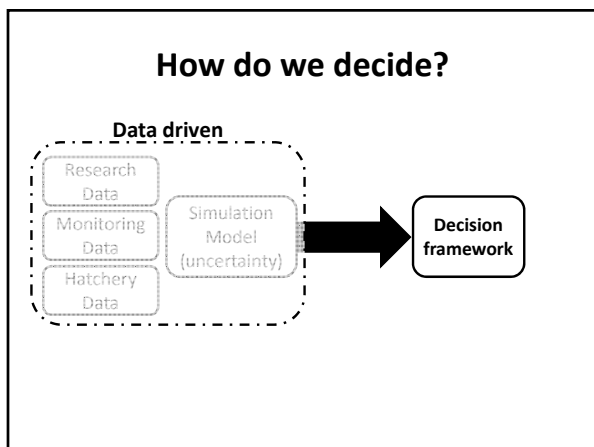 How do we decide?
Data driven
Research
Data
Monitoring
Data
Hatchery
Data
Simulation
Model
(uncertainty)
Decision
framework